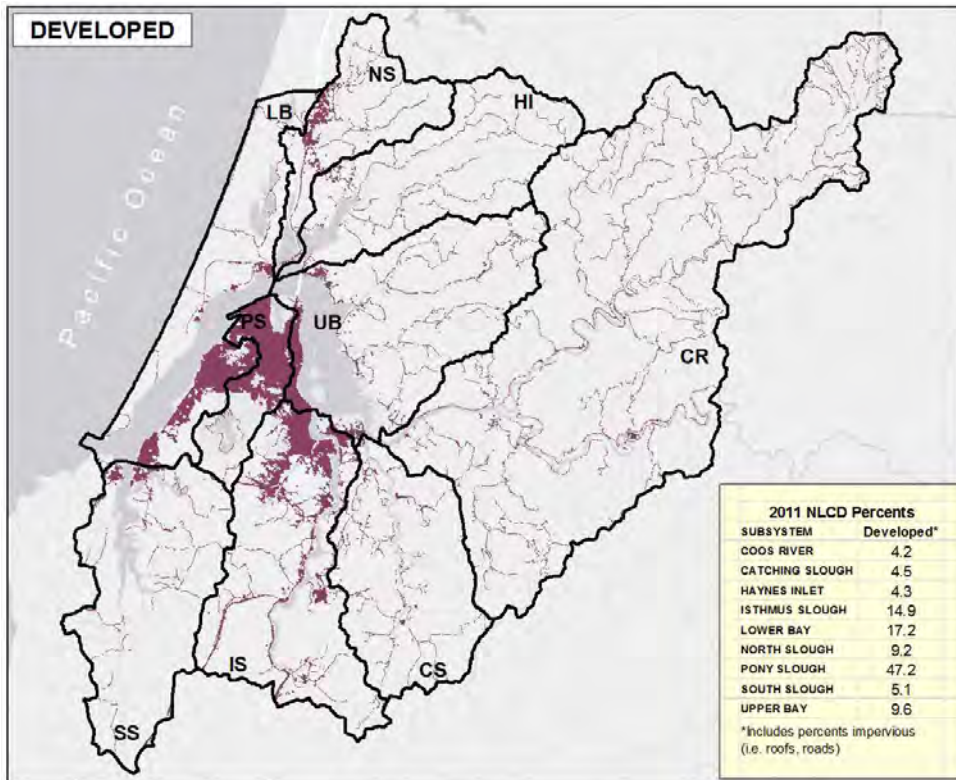 DEVELOPED
NS
HI
LB
Pacific Ocean
PS
UB
CR
IS
CS
SS
2011 NLCD Percents
SUBSYSTEM Developed*
COOS RIVER 4.2
CATCHING SLOUGH 4.5
HAYNES INLET 4.3
ISTHMUS SLOUGH 14.9
LOWER BAY 17.2
NORTH SLOUGH 9.2
PONY SLOUGH 47.2
SOUTH SLOUGH 5.1
UPPER BAY 9.6
*Includes percents impervious
(i.e. roofs, roads)